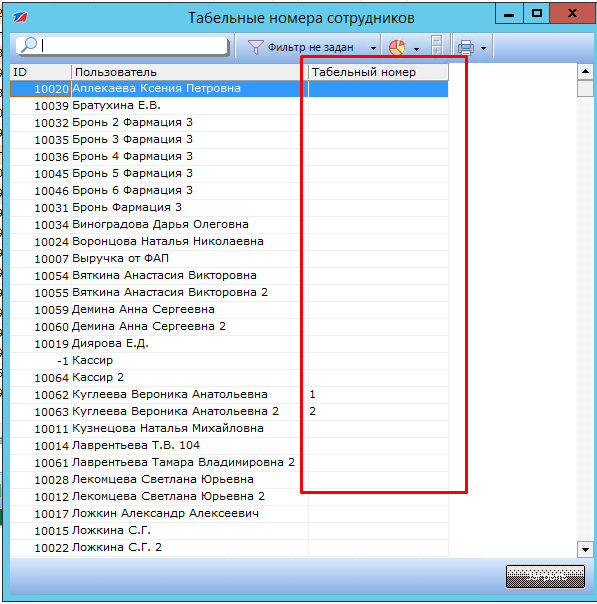 Табельные номера сотрудников
Фильтр не задан
ID Пользователь Табельный номер
10020 Аплекаева Ксения Петровна
10039 Братухина Е.В.
10032 Бронь 2 Фармация 3
10035 Бронь 3 Фармация 3
10036 Бронь 4 Фармация 3
10045 Бронь 5 Фармация 3
10046 Бронь 6 Фармация 3
10031 Бронь Фармация 3
10034 Виноградова Дарья Олеговна
10024 Воронцова Наталья Николаевна
10007 Выручка от ФАП
10054 Вяткина Анастасия Викторовна
10055 Вяткина Анастасия Викторовна 2
10059 Демина Анна Сергеевна
10060 Демина Анна Сергеевна 2
10019 Диярова Е.Д.
-1 Кассир
10064 Кассир 2
10062 Куглеева Вероника Анатольевна 1
10063 Куглеева Вероника Анатольевна 2 2
10011 Кузнецова Наталья Михайловна
10014 Лаврентьева Т.В. 104
10061 Лаврентьева Тамара Владимировна 2
10028 Лекомцева Светлана Юрьевна
10012 Лекомцева Светлана Юрьевна 2
10017 Ложкин Александр Алексеевич
10015 Ложкина С.Г.
10022 Ложкина С.Г. 2